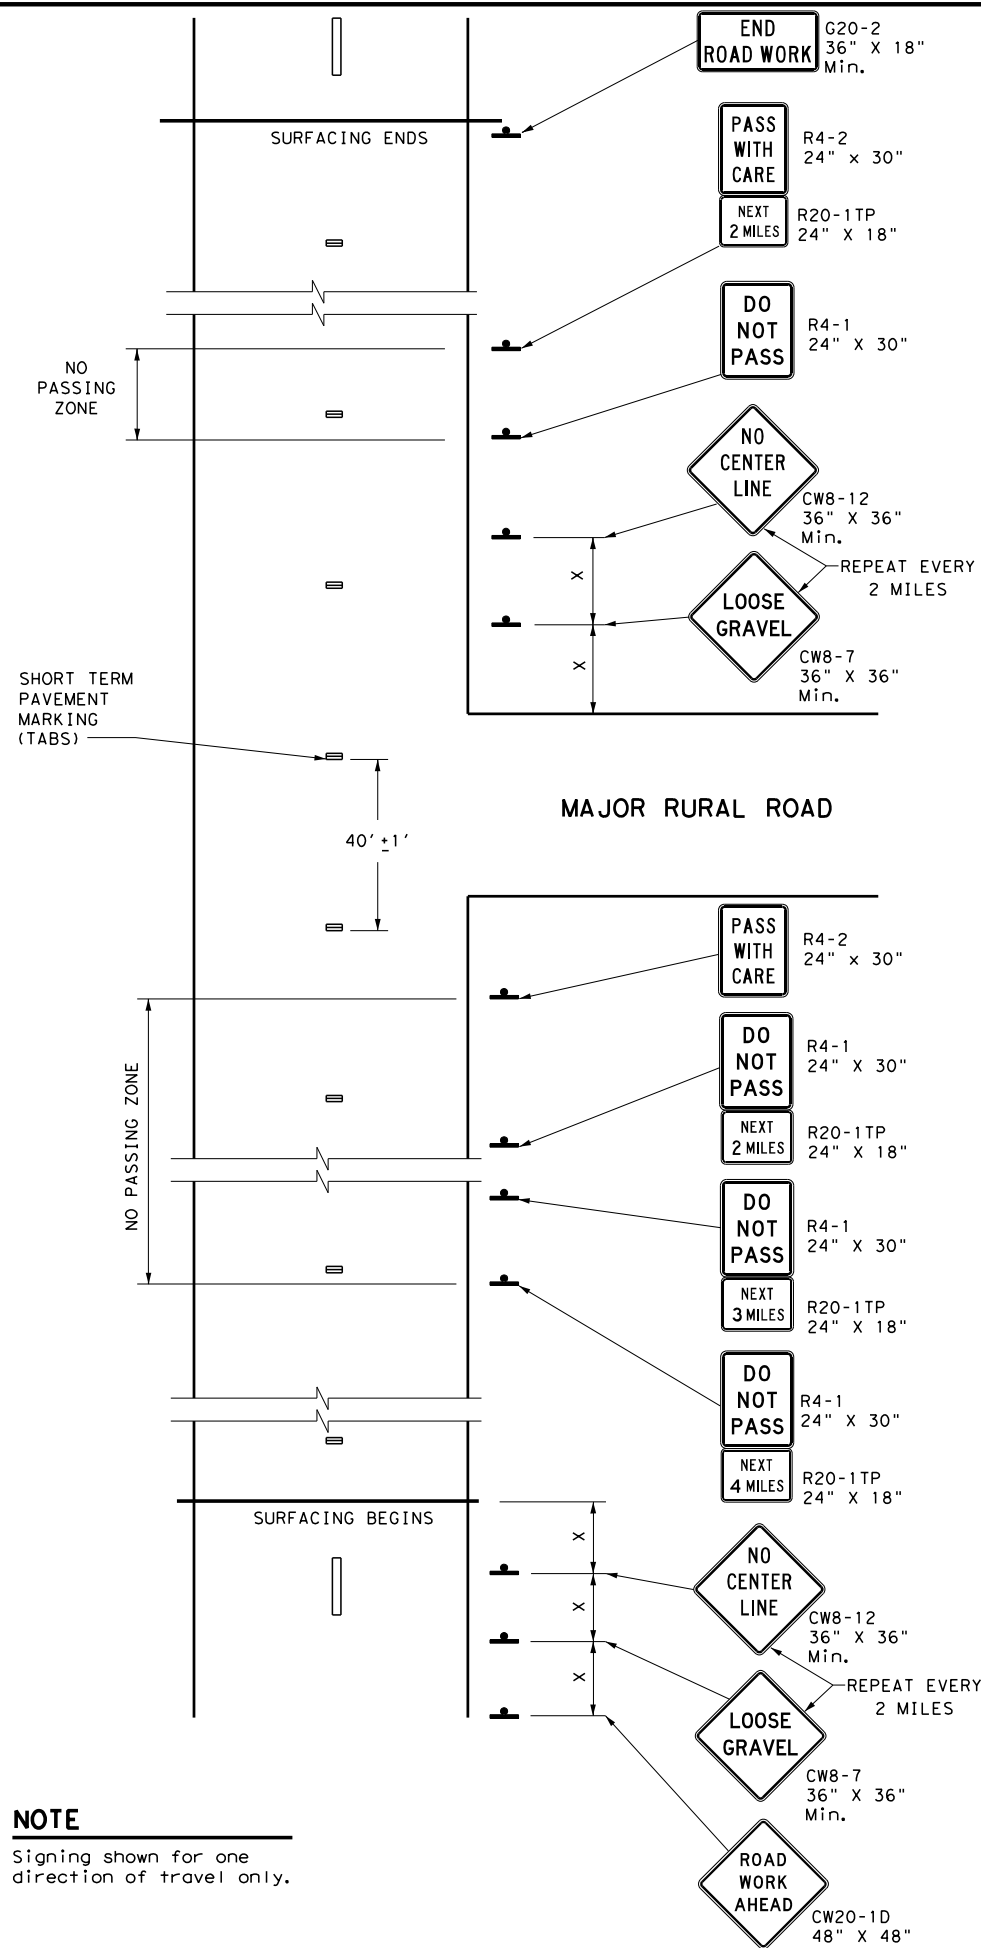 END
ROAD WORK
G20-2
36" X 18"
Min.
SURFACING ENDS
PASS
WITH
CARE
R4-2
24" x 30"
NEXT
2 MILES
R20-1TP
24" X 18"
DO
NOT
PASS
R4-1
24" X 30"
NO
PASSING
ZONE
NO
CENTER
LINE
CW8-12
36" X 36"
Min.
REPEAT EVERY
2 MILES
X
LOOSE
GRAVEL
CW8-7
36" X 36"
Min.
X
SHORT TERM
PAVEMENT
MARKING
(TABS)
40' ±1'
MAJOR RURAL ROAD
PASS
WITH
CARE
R4-2
24" x 30"
NO PASSING ZONE
DO
NOT
PASS
R4-1
24" X 30"
NEXT
2 MILES
R20-1TP
24" X 18"
DO
NOT
PASS
R4-1
24" X 30"
NEXT
3 MILES
R20-1TP
24" X 18"
DO
NOT
PASS
R4-1
24" X 30"
NEXT
4 MILES
R20-1TP
24" X 18"
SURFACING BEGINS
X
NO
CENTER
LINE
CW8-12
36" X 36"
Min.
X
REPEAT EVERY
2 MILES
X
LOOSE
GRAVEL
CW8-7
36" X 36"
Min.
ROAD
WORK
AHEAD
CW20-1D
48" X 48"
NOTE
Signing shown for one
direction of travel only.